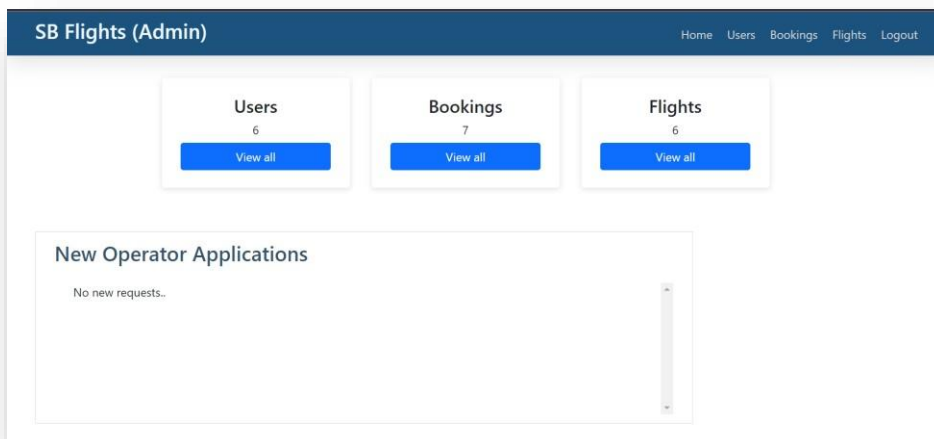 SB Flights (Admin)
Home Users Bookings Flights Logout
Users
6
View all
Bookings
7
View all
Flights
6
View all
New Operator Applications
No new requests..